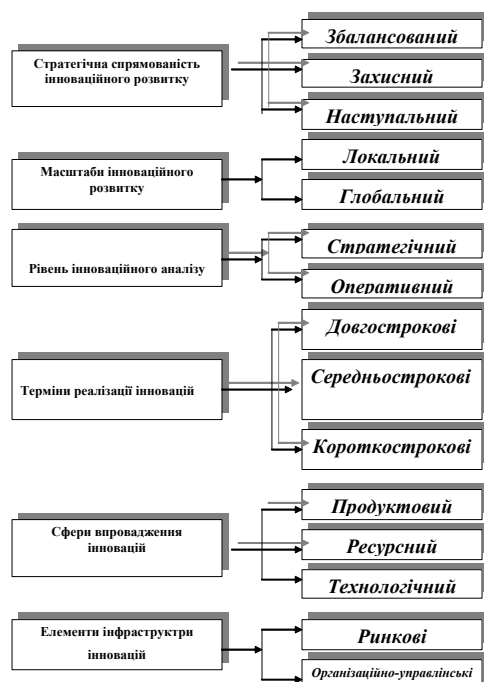 Стратегічна спрямованість
інноваційного розвитку
Збалансований
Захисний
Наступальний
Масштаби інноваційного
розвитку
Локальний
Глобальний
Рівень інноваційного аналізу
Стратегічний
Оперативний
Терміни реалізації інновацій
Довгострокові
Середньострокові
Короткострокові
Сфери впровадження
інновацій
Продуктовий
Ресурсний
Технологічний
Елементи інфраструктри
інновацій
Ринкові
Організаційно-управлінські